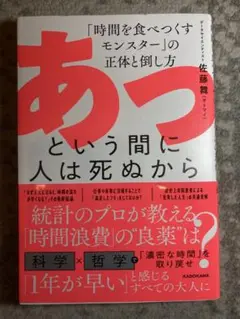 「時間を食べつくす
モンスター」の
正体と倒し方
佐藤舞
あっ
という間に
人は死ぬから
統計のプロが教える
「時間浪費」の“良薬”は?
科学×哲学で
「濃密な時間」を
取り戻せ
KADOKAWA
「1年が早い」と感じる
すべての大人に